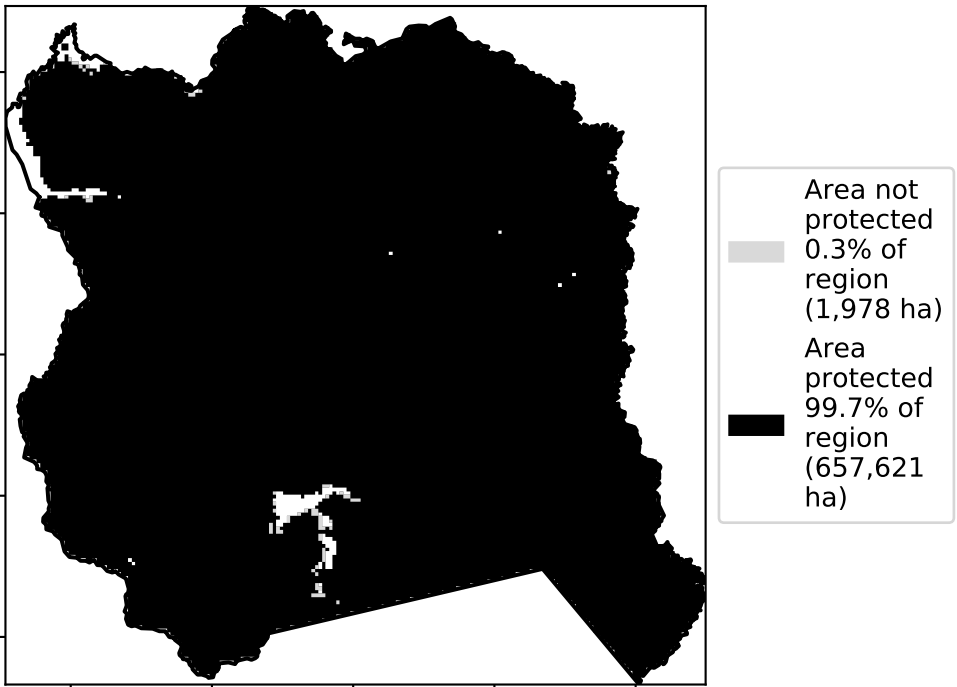 Area not
protected
0.3% of
region
(1,978 ha)
Area
protected
99.7% of
region
(657,621
ha)